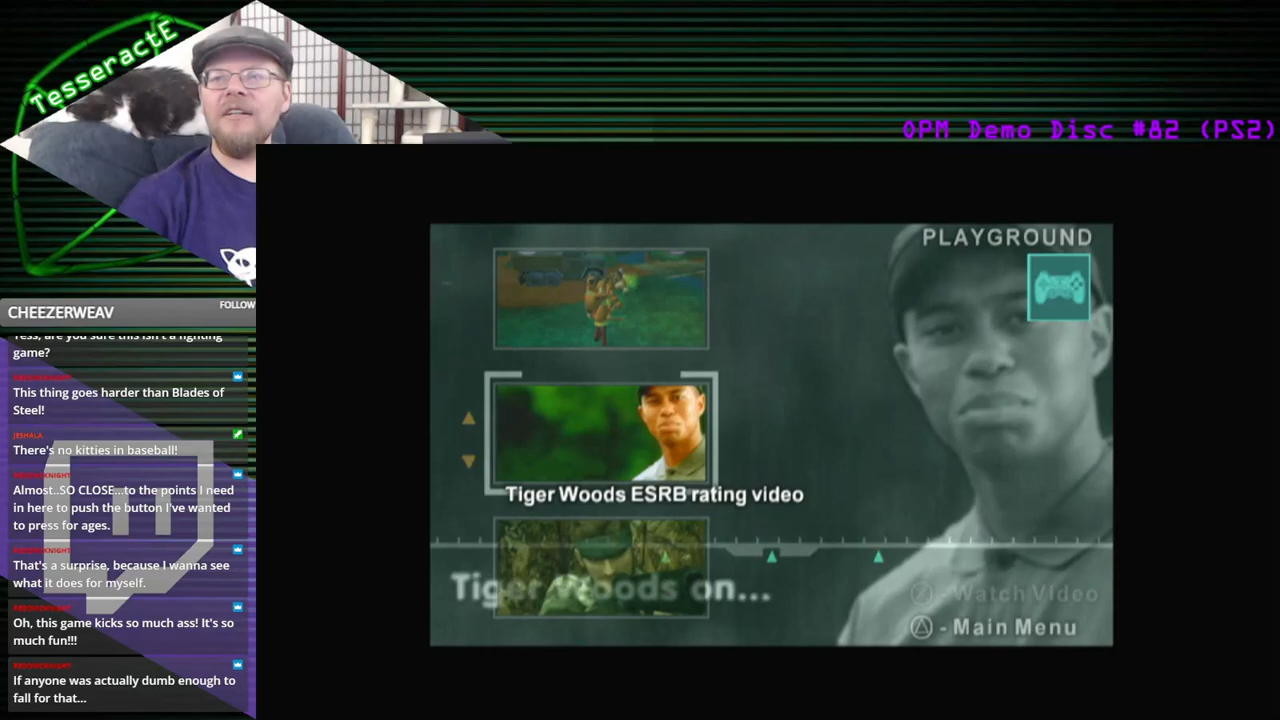 TesseractE
OPM Demo Disc #82 (PS2)
PLAYGROUND
CHEEZERWEAV
FOLLOW
Tess, are you sure this isn't a fighting
game?
This thing goes harder than Blades of
Steel!
JESHALA
There's no kitties in baseball!
Almost..SO CLOSE...to the points I need
in here to push the button I've wanted
to press for ages.
That's a surprise, because I wanna see
what it does for myself.
Oh, this game kicks so much ass! It's so
much fun!!!
If anyone was actually dumb enough to
fall for that...
Tiger Woods ESRB rating video
Tiger Woods on...
- Watch Video
- Main Menu